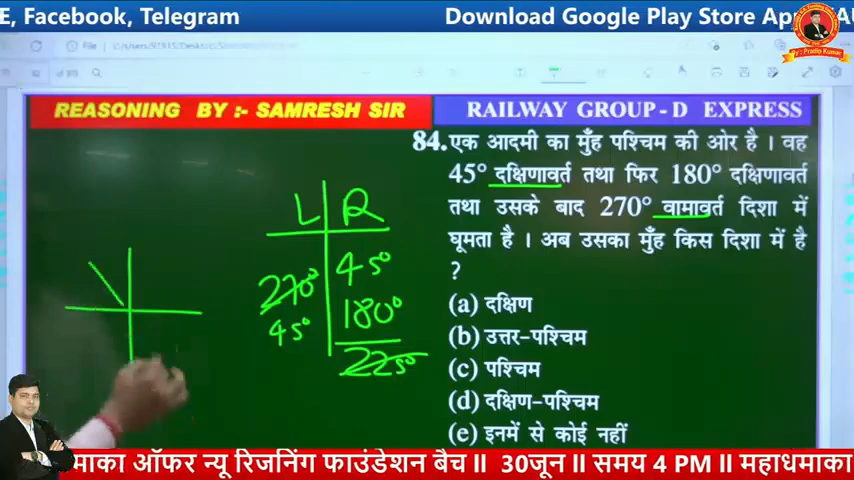 E, Facebook, Telegram
Download Google Play Store App
REASONING BY :- SAMRESH SIR
RAILWAY GROUP - D EXPRESS
84. एक आदमी का मुँह पश्चिम की ओर है । वह
45° दक्षिणावर्त तथा फिर 180° दक्षिणावर्त
तथा उसके बाद 270° वामावर्त दिशा में
घूमता है । अब उसका मुँह किस दिशा में है
?
(a) दक्षिण
(b) उत्तर-पश्चिम
(c) पश्चिम
(d) दक्षिण-पश्चिम
(e) इनमें से कोई नहीं
L R
270° 45°
45° 180°
225°
माका ऑफर न्यू रिजनिंग फाउंडेशन बैच II 30जून II समय 4 PM II महाधमाका